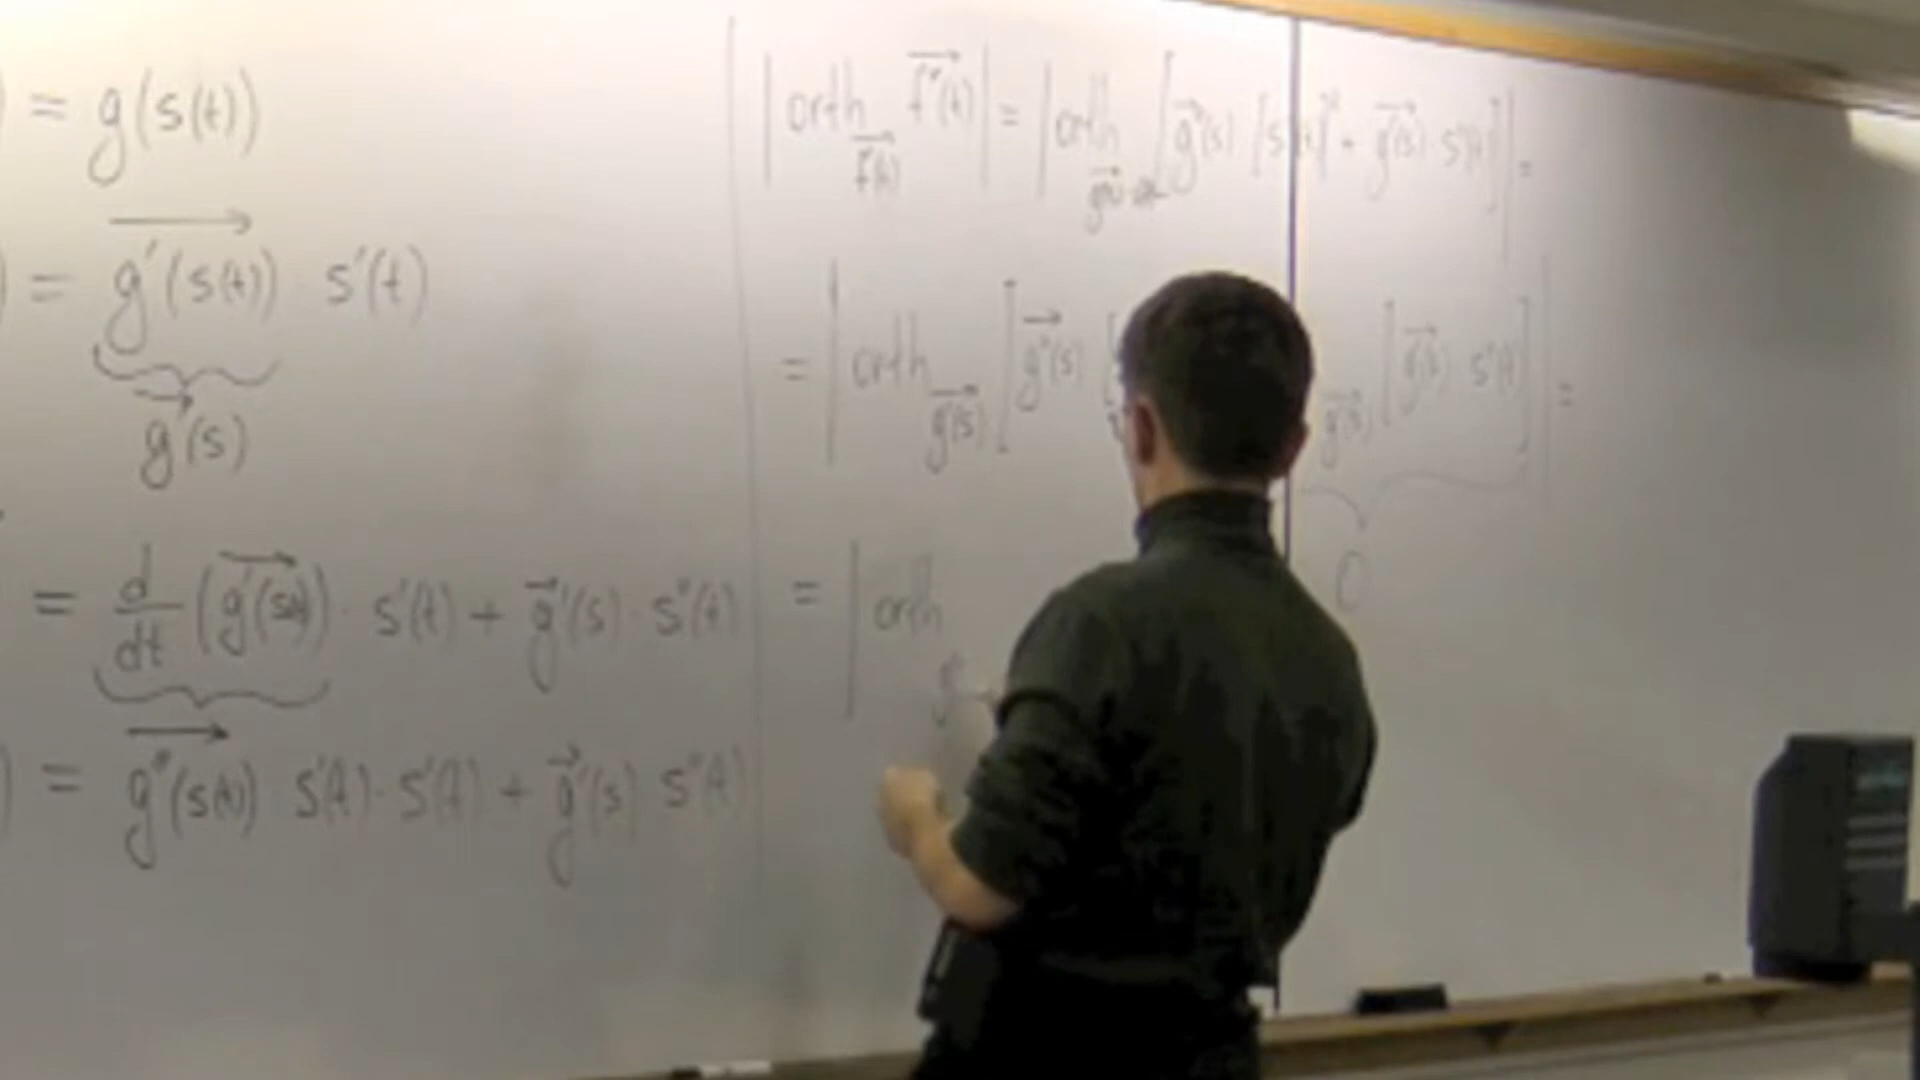 ) = g(s(t))
) = g'(s(t)) · s'(t)
g'(s)
= d/dt (g'(s(t))) · s'(t) + g'(s) · s''(t)
) = g''(s(t)) s'(t) · s'(t) + g'(s) s''(t)
| orth f'(t) f''(t) | = | orth [ g''(s) [s'(t)]² + g'(s) · s''(t) ] | =
= | orth g'(s) [ g''(s) [ g'(s) [ g'(s) s''(t) ] | =
0
= | orth g